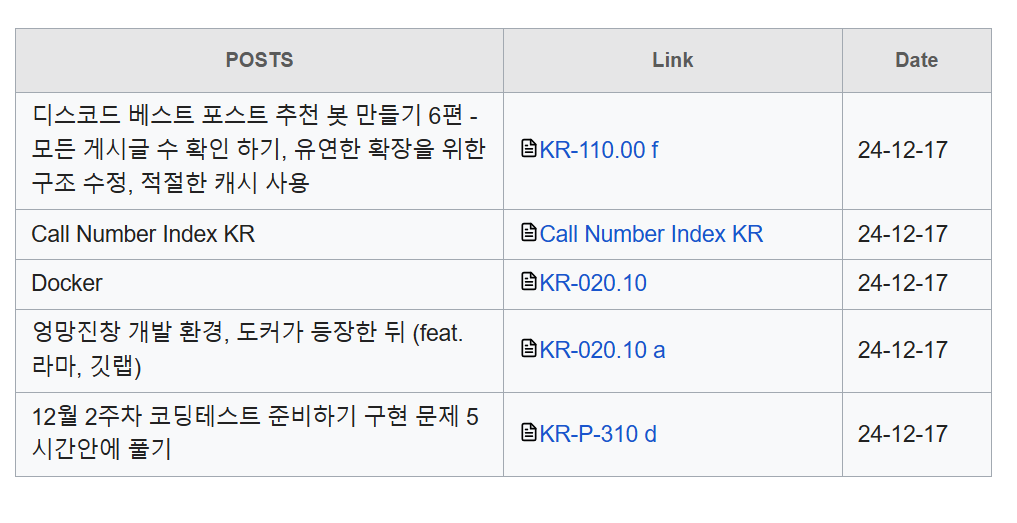 POSTS Link Date
디스코드 베스트 포스트 추천 봇 만들기 6편 -
모든 게시글 수 확인 하기, 유연한 확장을 위한
구조 수정, 적절한 캐시 사용
KR-110.00 f
24-12-17
Call Number Index KR
Call Number Index KR
24-12-17
Docker
KR-020.10
24-12-17
엉망진창 개발 환경, 도커가 등장한 뒤 (feat.
라마, 깃랩)
KR-020.10 a
24-12-17
12월 2주차 코딩테스트 준비하기 구현 문제 5
시간안에 풀기
KR-P-310 d
24-12-17